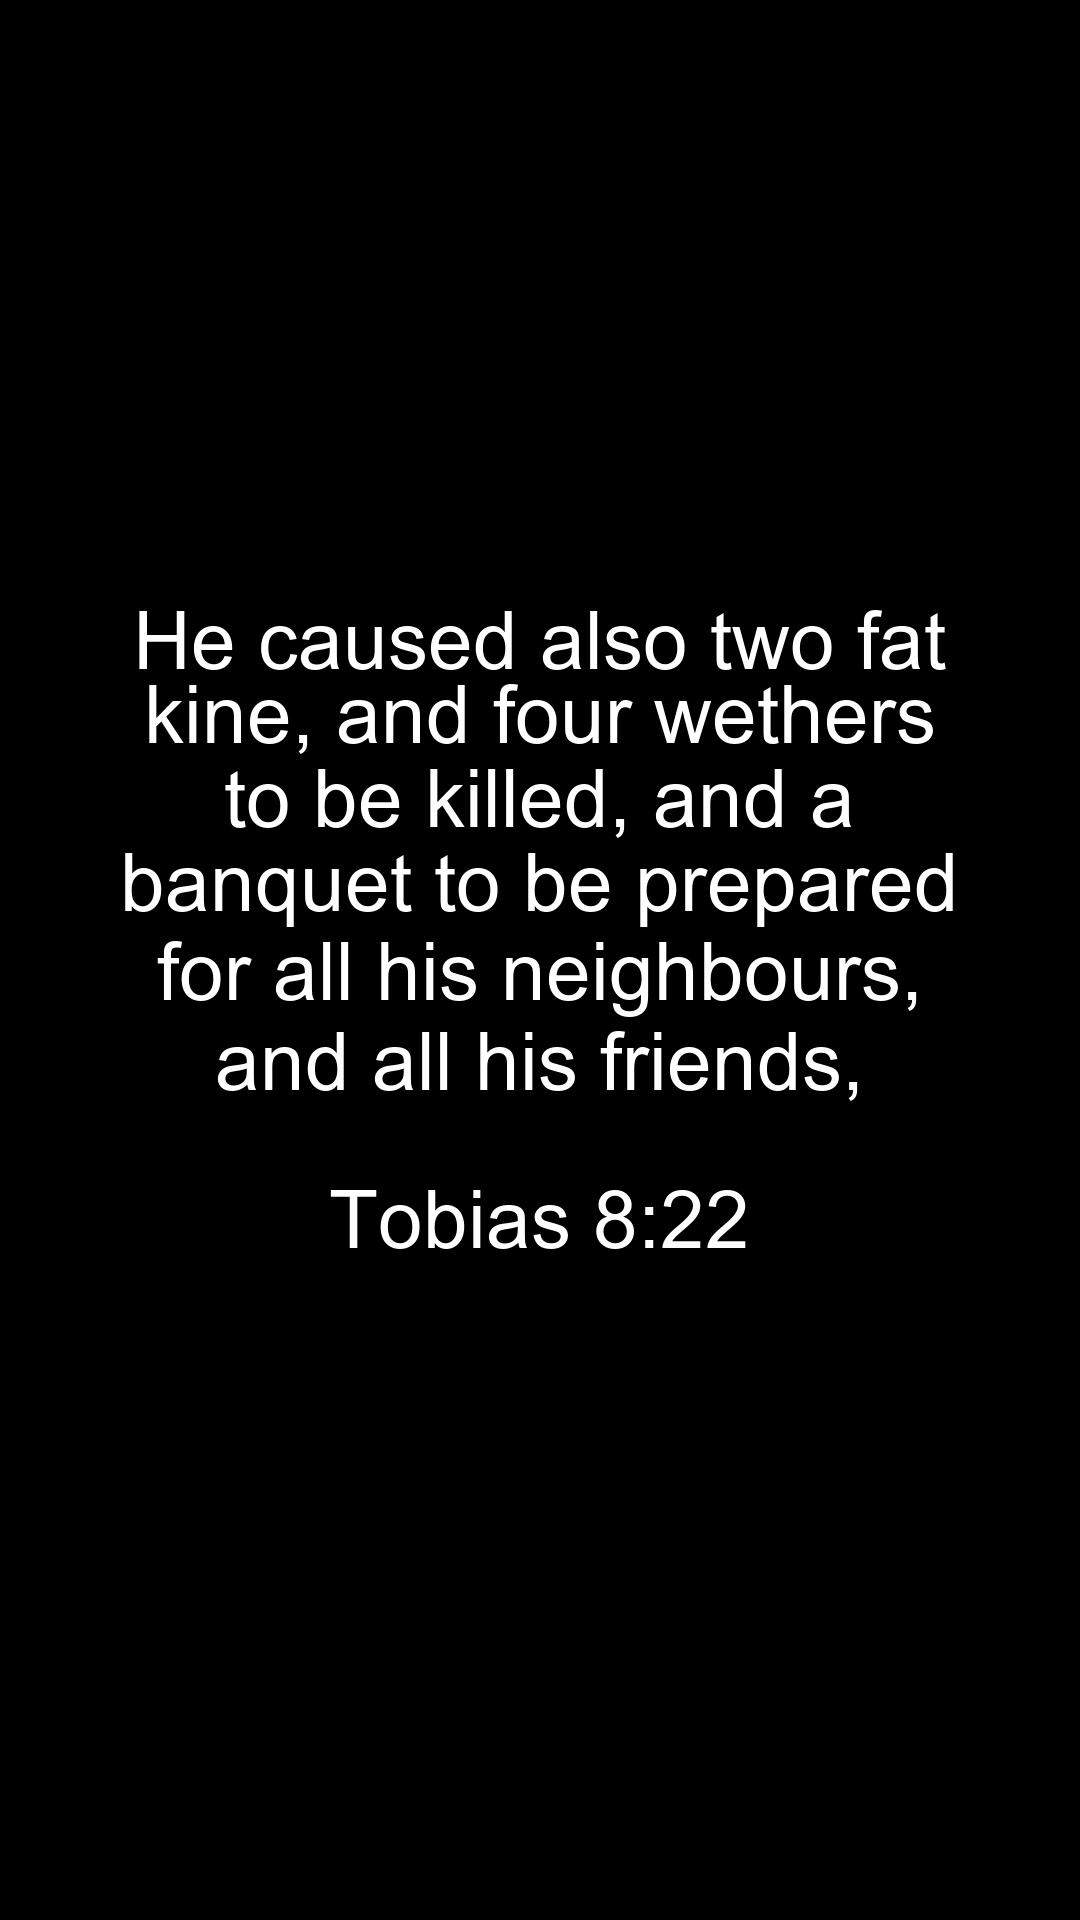 He caused also two fat
kine, and four wethers
to be killed, and a
banquet to be prepared
for all his neighbours,
and all his friends,
Tobias 8:22